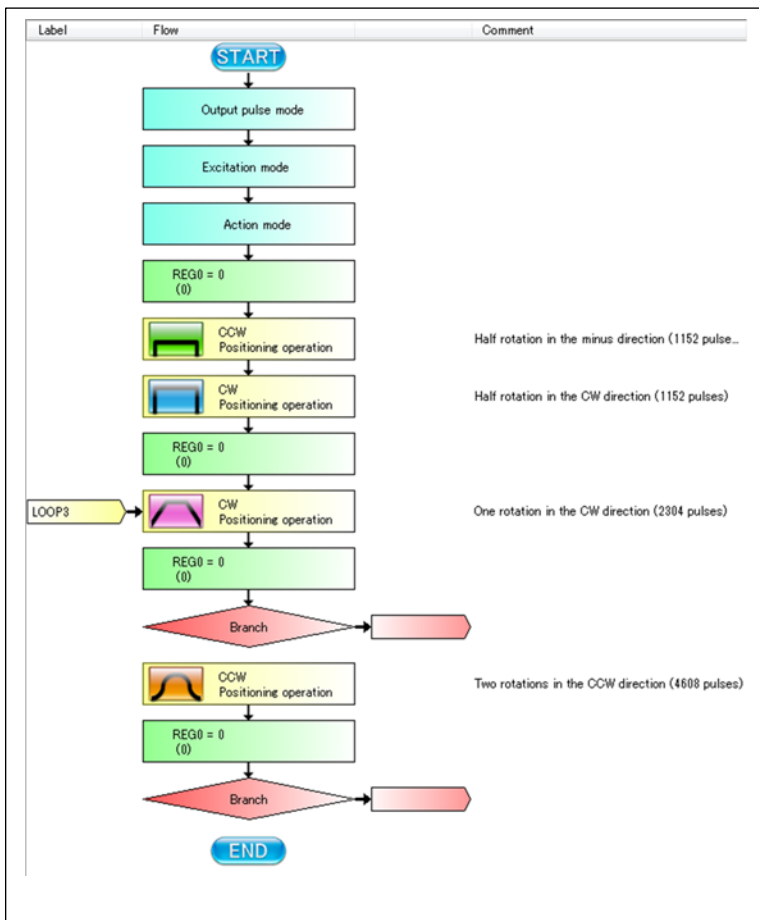 Label Flow Comment
START
Output pulse mode
Excitation mode
Action mode
REG0 = 0
(0)
CCW
Positioning operation
Half rotation in the minus direction (1152 pulse...
CW
Positioning operation
Half rotation in the CW direction (1152 pulses)
REG0 = 0
(0)
LOOP3
CW
Positioning operation
One rotation in the CW direction (2304 pulses)
REG0 = 0
(0)
Branch
CCW
Positioning operation
Two rotations in the CCW direction (4608 pulses)
REG0 = 0
(0)
Branch
END